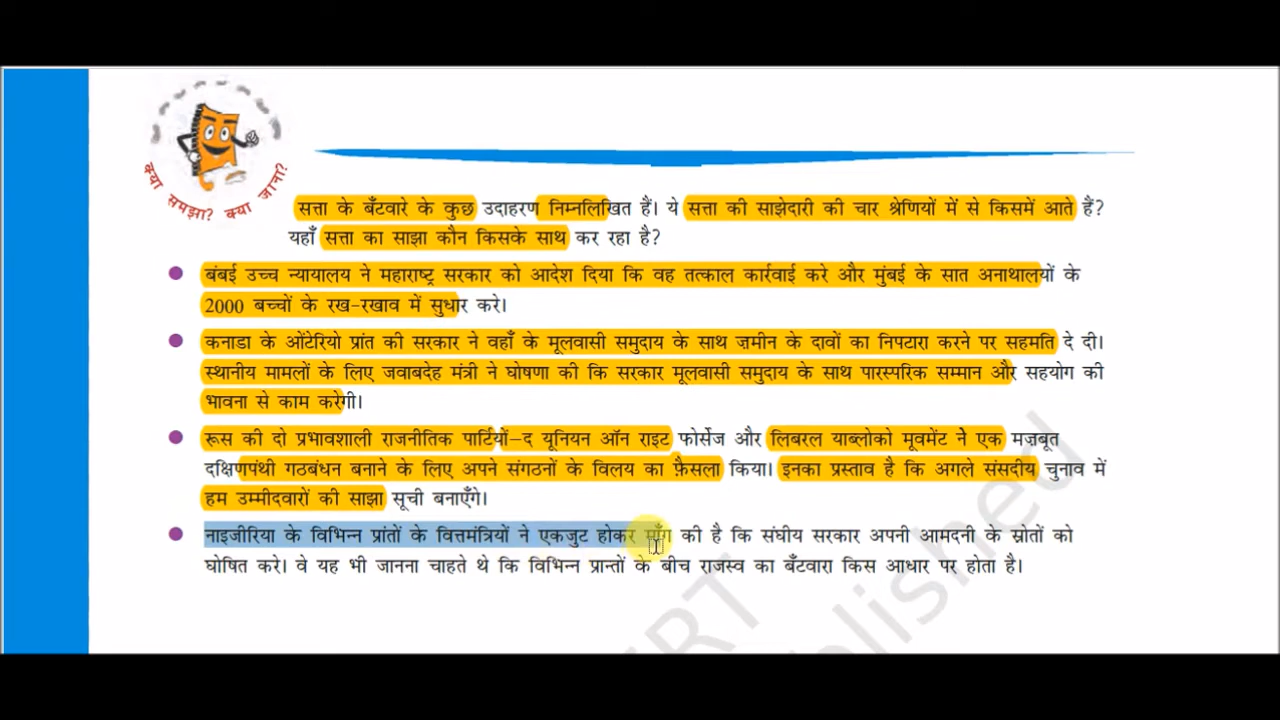 क्या समझा? क्या जाना?
सत्ता के बँटवारे के कुछ उदाहरण निम्नलिखित हैं। ये सत्ता की साझेदारी की चार श्रेणियों में से किसमें आते हैं?
यहाँ सत्ता का साझा कौन किसके साथ कर रहा है?
बंबई उच्च न्यायालय ने महाराष्ट्र सरकार को आदेश दिया कि वह तत्काल कार्रवाई करे और मुंबई के सात अनाथालयों के
2000 बच्चों के रख-रखाव में सुधार करे।
कनाडा के ओंटेरियो प्रांत की सरकार ने वहाँ के मूलवासी समुदाय के साथ ज़मीन के दावों का निपटारा करने पर सहमति दे दी।
स्थानीय मामलों के लिए जवाबदेह मंत्री ने घोषणा की कि सरकार मूलवासी समुदाय के साथ पारस्परिक सम्मान और सहयोग की
भावना से काम करेगी।
रूस की दो प्रभावशाली राजनीतिक पार्टियों–द यूनियन ऑन राइट फोर्सेज और लिबरल याब्लोको मूवमेंट ने एक मज़बूत
दक्षिणपंथी गठबंधन बनाने के लिए अपने संगठनों के विलय का फ़ैसला किया। इनका प्रस्ताव है कि अगले संसदीय चुनाव में
हम उम्मीदवारों की साझा सूची बनाएँगे।
नाइजीरिया के विभिन्न प्रांतों के वित्तमंत्रियों ने एकजुट होकर माँग की है कि संघीय सरकार अपनी आमदनी के स्रोतों को
घोषित करे। वे यह भी जानना चाहते थे कि विभिन्न प्रान्तों के बीच राजस्व का बँटवारा किस आधार पर होता है।